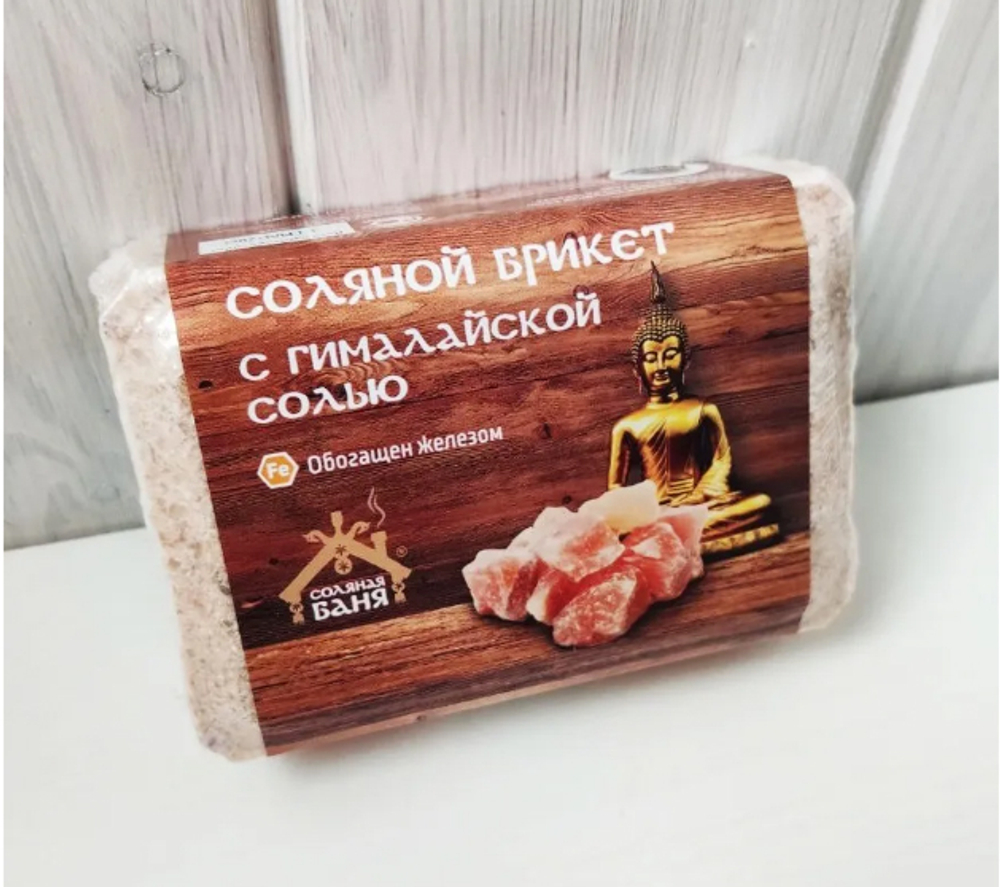 СОЛЯНОЙ БРИКЕТ
С ГИМАЛАЙСКОЙ
СОЛЬЮ
Fe Обогащен Железом
®
СОЛЯНАЯ
БАНЯ